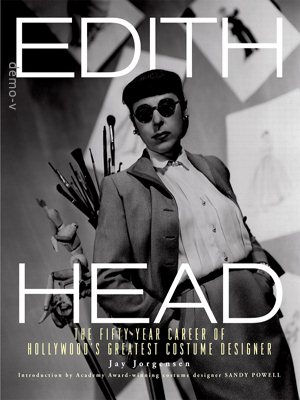 EDITH
demo-v
HEAD
THE FIFTY-YEAR CAREER OF
HOLLYWOOD'S GREATEST COSTUME DESIGNER
Jay Jorgensen
Introduction by Academy Award-winning costume designer SANDY POWELL